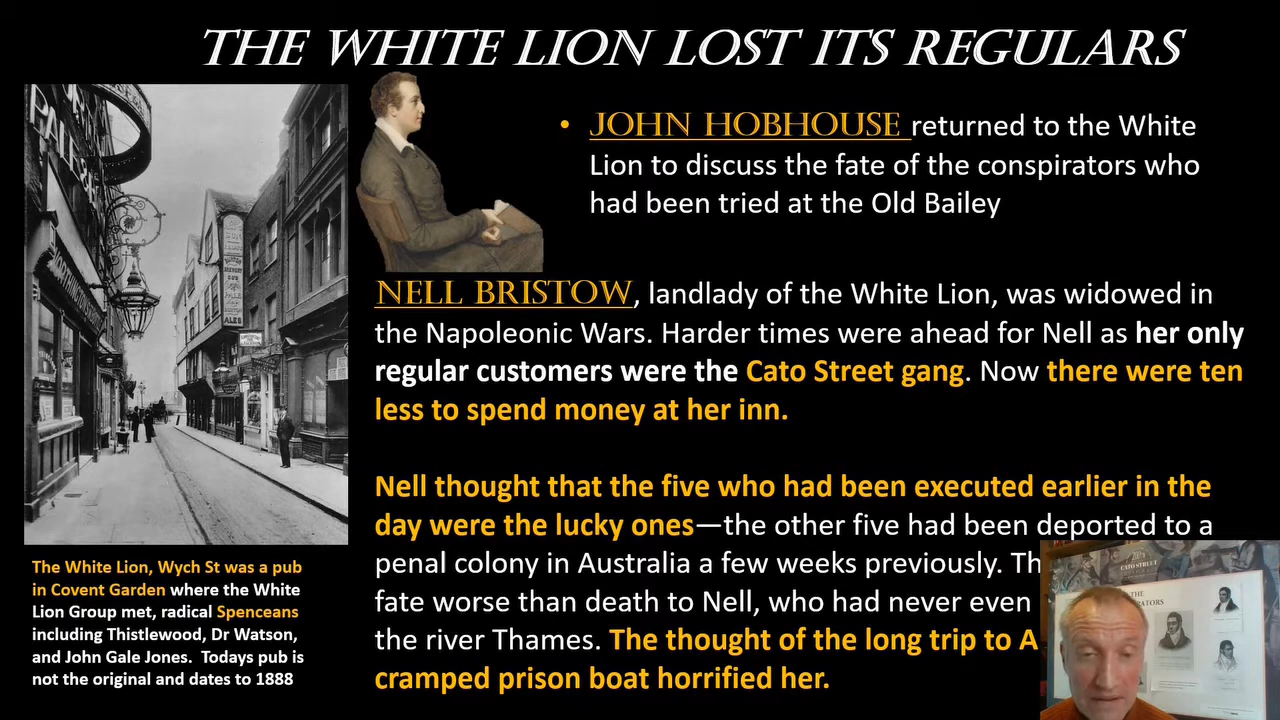 THE WHITE LION LOST ITS REGULARS
• JOHN HOBHOUSE returned to the White
Lion to discuss the fate of the conspirators who
had been tried at the Old Bailey
NELL BRISTOW, landlady of the White Lion, was widowed in
the Napoleonic Wars. Harder times were ahead for Nell as her only
regular customers were the Cato Street gang. Now there were ten
less to spend money at her inn.
Nell thought that the five who had been executed earlier in the
day were the lucky ones—the other five had been deported to a
penal colony in Australia a few weeks previously. Th
fate worse than death to Nell, who had never even
the river Thames. The thought of the long trip to A
cramped prison boat horrified her.
The White Lion, Wych St was a pub
in Covent Garden where the White
Lion Group met, radical Spenceans
including Thistlewood, Dr Watson,
and John Gale Jones. Todays pub is
not the original and dates to 1888
CATO STREET
THE
ALES